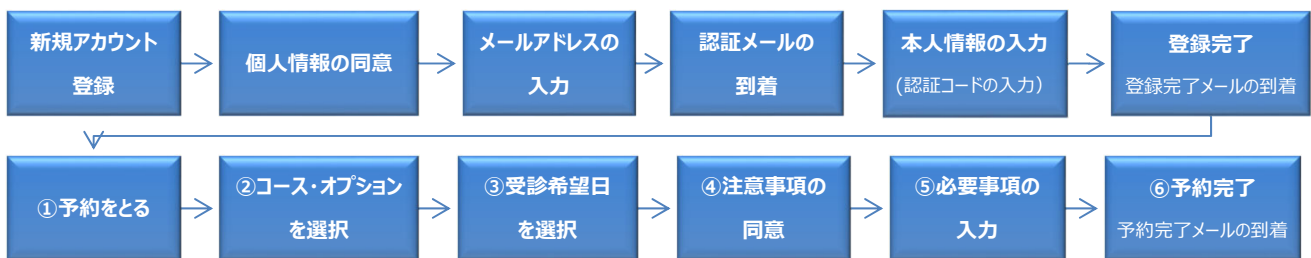 新規アカウント
登録
個人情報の同意
メールアドレスの
入力
認証メールの
到着
本人情報の入力
(認証コードの入力)
登録完了
登録完了メールの到着
①予約をとる
②コース・オプション
を選択
③受診希望日
を選択
④注意事項の
同意
⑤必要事項の
入力
⑥予約完了
予約完了メールの到着